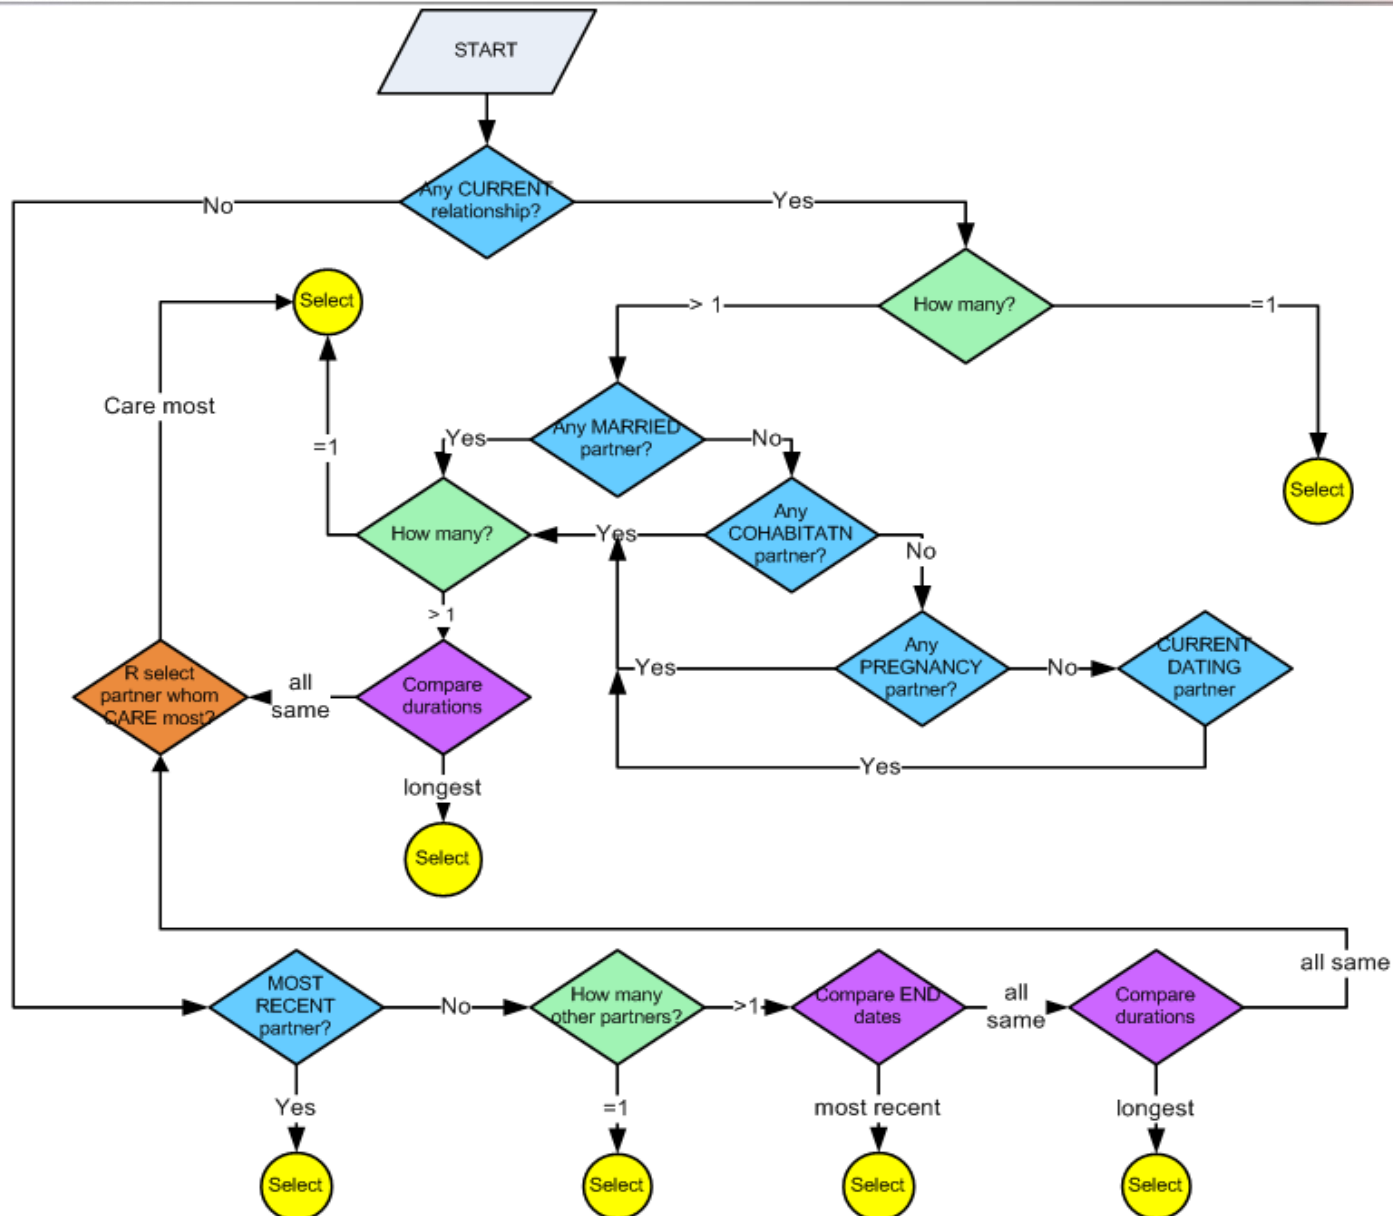 START
Any CURRENT
relationship?
No
Yes
Select
> 1
How many?
=1
Care most
Any MARRIED
partner?
Yes
No
=1
Select
How many?
Yes
Any
COHABITATN
partner?
No
> 1
R select
partner whom
CARE most?
all
same
Compare
durations
Yes
Any
PREGNANCY
partner?
No
CURRENT
DATING
partner
Yes
longest
Select
all same
MOST
RECENT
partner?
No
How many
other partners?
>1
Compare END
dates
all
same
Compare
durations
Yes
=1
most recent
longest
Select
Select
Select
Select